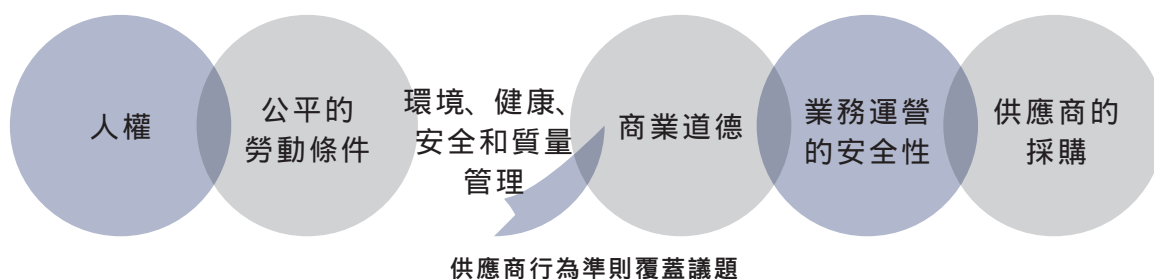 人權
公平的
勞動條件
環境、健康、
安全和質量
管理
商業道德
業務運營
的安全性
供應商的
採購
供應商行為準則覆蓋議題